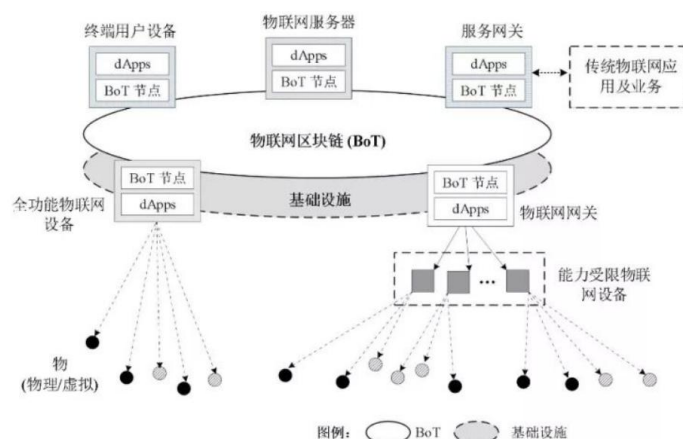 终端用户设备
物联网服务器
服务网关
dApps
BoT 节点
dApps
BoT 节点
dApps
BoT 节点
传统物联网应
用及业务
物联网区块链 (BoT)
BoT 节点
dApps
基础设施
BoT 节点
dApps
全功能物联网
设备
物联网网关
能力受限物联
网设备
•••
物
(物理/虚拟)
图例：
BoT
基础设施